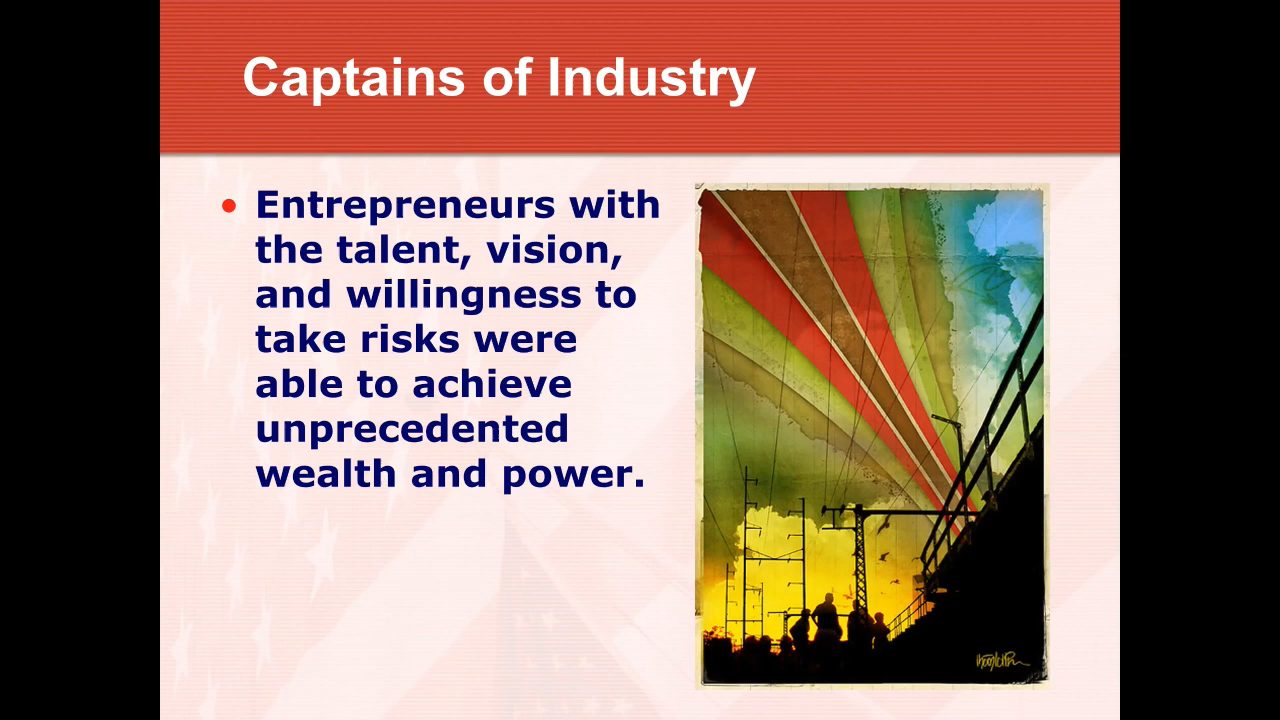 Captains of Industry
• Entrepreneurs with
the talent, vision,
and willingness to
take risks were
able to achieve
unprecedented
wealth and power.